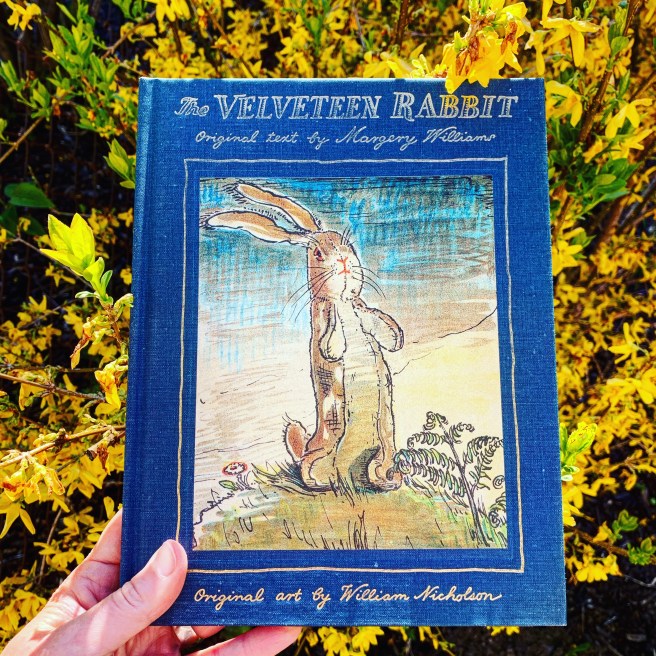 The VELVETEEN RABBIT
Original text by Margery Williams
Original art by William Nicholson